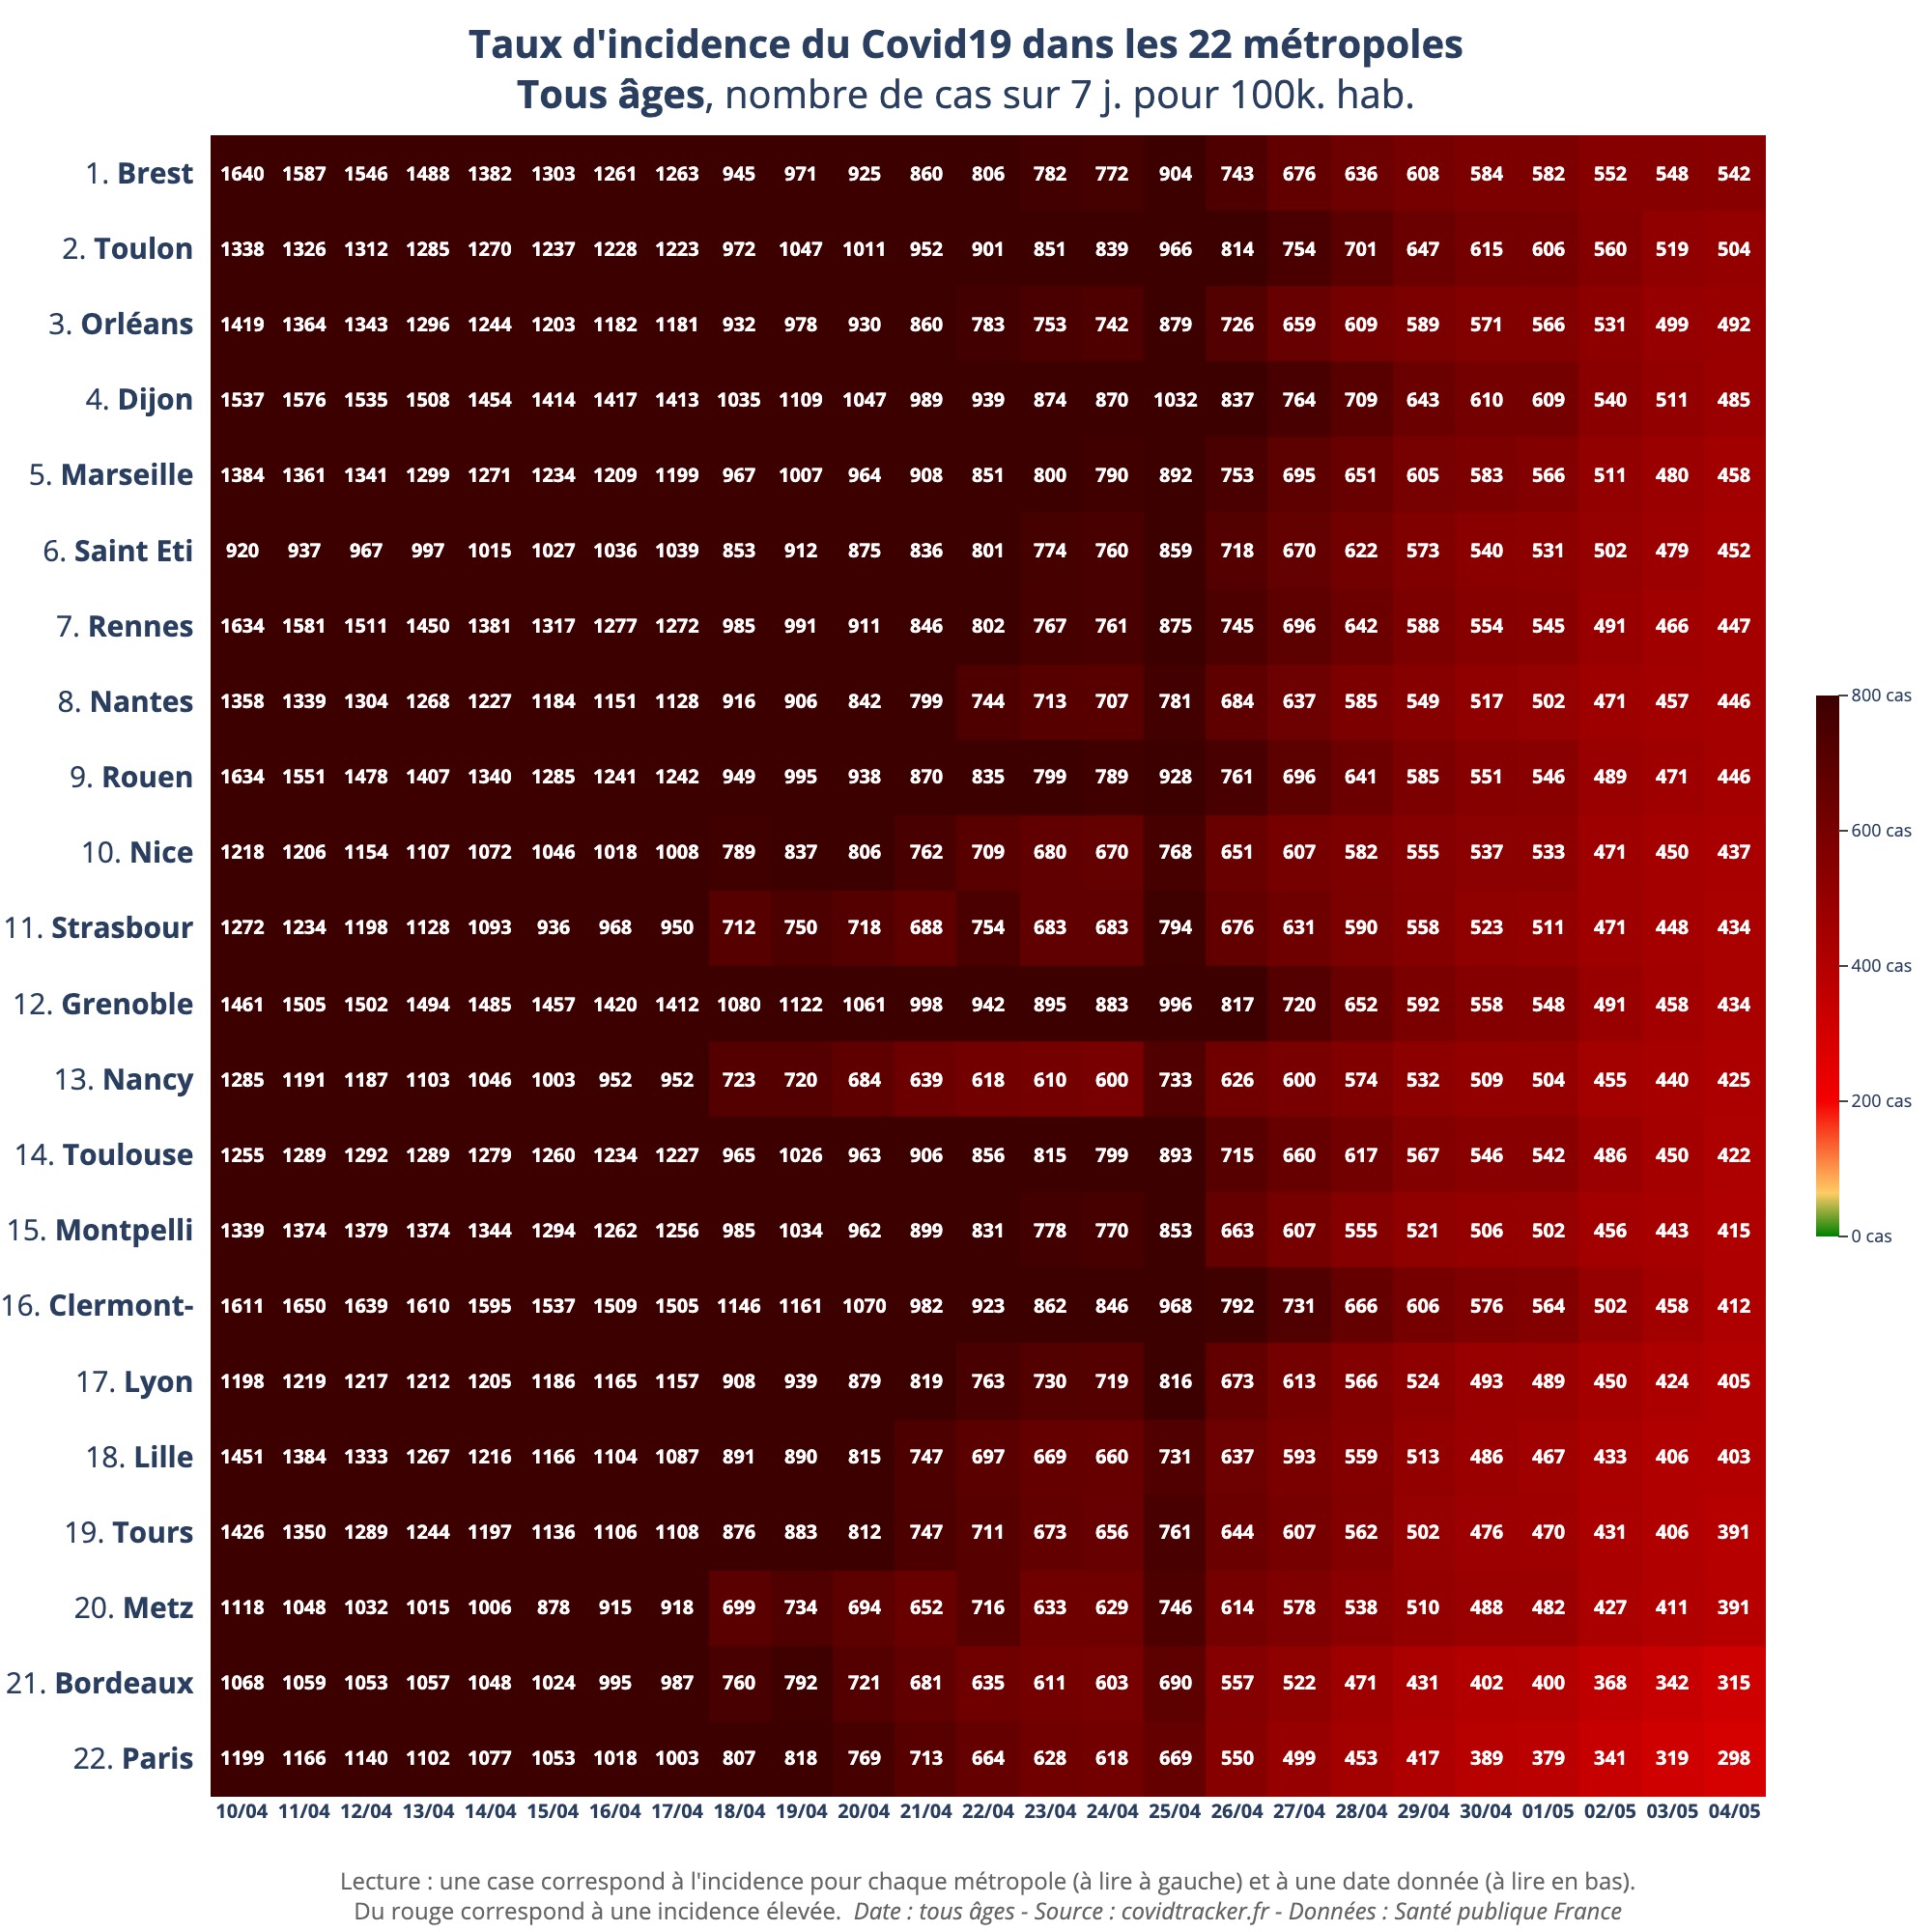 Taux d'incidence du Covid19 dans les 22 métropoles
Tous âges, nombre de cas sur 7 j. pour 100k. hab.
1. Brest 1640 1587 1546 1488 1382 1303 1261 1263 945 971 925 860 806 782 772 904 743 676 636 608 584 582 552 548 542
2. Toulon 1338 1326 1312 1285 1270 1237 1228 1223 972 1047 1011 952 901 851 839 966 814 754 701 647 615 606 560 519 504
3. Orléans 1419 1364 1343 1296 1244 1203 1182 1181 932 978 930 860 783 753 742 879 726 659 609 589 571 566 531 499 492
4. Dijon 1537 1576 1535 1508 1454 1414 1417 1413 1035 1109 1047 989 939 874 870 1032 837 764 709 643 610 609 540 511 485
5. Marseille 1384 1361 1341 1299 1271 1234 1209 1199 967 1007 964 908 851 800 790 892 753 695 651 605 583 566 511 480 458
6. Saint Eti 920 937 967 997 1015 1027 1036 1039 853 912 875 836 801 774 760 859 718 670 622 573 540 531 502 479 452
7. Rennes 1634 1581 1511 1450 1381 1317 1277 1272 985 991 911 846 802 767 761 875 745 696 642 588 554 545 491 466 447
8. Nantes 1358 1339 1304 1268 1227 1184 1151 1128 916 906 842 799 744 713 707 781 684 637 585 549 517 502 471 457 446
9. Rouen 1634 1551 1478 1407 1340 1285 1241 1242 949 995 938 870 835 799 789 928 761 696 641 585 551 546 489 471 446
10. Nice 1218 1206 1154 1107 1072 1046 1018 1008 789 837 806 762 709 680 670 768 651 607 582 555 537 533 471 450 437
11. Strasbour 1272 1234 1198 1128 1093 936 968 950 712 750 718 688 754 683 683 794 676 631 590 558 523 511 471 448 434
12. Grenoble 1461 1505 1502 1494 1485 1457 1420 1412 1080 1122 1061 998 942 895 883 996 817 720 652 592 558 548 491 458 434
13. Nancy 1285 1191 1187 1103 1046 1003 952 952 723 720 684 639 618 610 600 733 626 600 574 532 509 504 455 440 425
14. Toulouse 1255 1289 1292 1289 1279 1260 1234 1227 965 1026 963 906 856 815 799 893 715 660 617 567 546 542 486 450 422
15. Montpelli 1339 1374 1379 1374 1344 1294 1262 1256 985 1034 962 899 831 778 770 853 663 607 555 521 506 502 456 443 415
16. Clermont- 1611 1650 1639 1610 1595 1537 1509 1505 1146 1161 1070 982 923 862 846 968 792 731 666 606 576 564 502 458 412
17. Lyon 1198 1219 1217 1212 1205 1186 1165 1157 908 939 879 819 763 730 719 816 673 613 566 524 493 489 450 424 405
18. Lille 1451 1384 1333 1267 1216 1166 1104 1087 891 890 815 747 697 669 660 731 637 593 559 513 486 467 433 406 403
19. Tours 1426 1350 1289 1244 1197 1136 1106 1108 876 883 812 747 711 673 656 761 644 607 562 502 476 470 431 406 391
20. Metz 1118 1048 1032 1015 1006 878 915 918 699 734 694 652 716 633 629 746 614 578 538 510 488 482 427 411 391
21. Bordeaux 1068 1059 1053 1057 1048 1024 995 987 760 792 721 681 635 611 603 690 557 522 471 431 402 400 368 342 315
22. Paris 1199 1166 1140 1102 1077 1053 1018 1003 807 818 769 713 664 628 618 669 550 499 453 417 389 379 341 319 298
10/04 11/04 12/04 13/04 14/04 15/04 16/04 17/04 18/04 19/04 20/04 21/04 22/04 23/04 24/04 25/04 26/04 27/04 28/04 29/04 30/04 01/05 02/05 03/05 04/05
800 cas
600 cas
400 cas
200 cas
0 cas
Lecture : une case correspond à l'incidence pour chaque métropole (à lire à gauche) et à une date donnée (à lire en bas).
Du rouge correspond à une incidence élevée. Date : tous âges - Source : covidtracker.fr - Données : Santé publique France